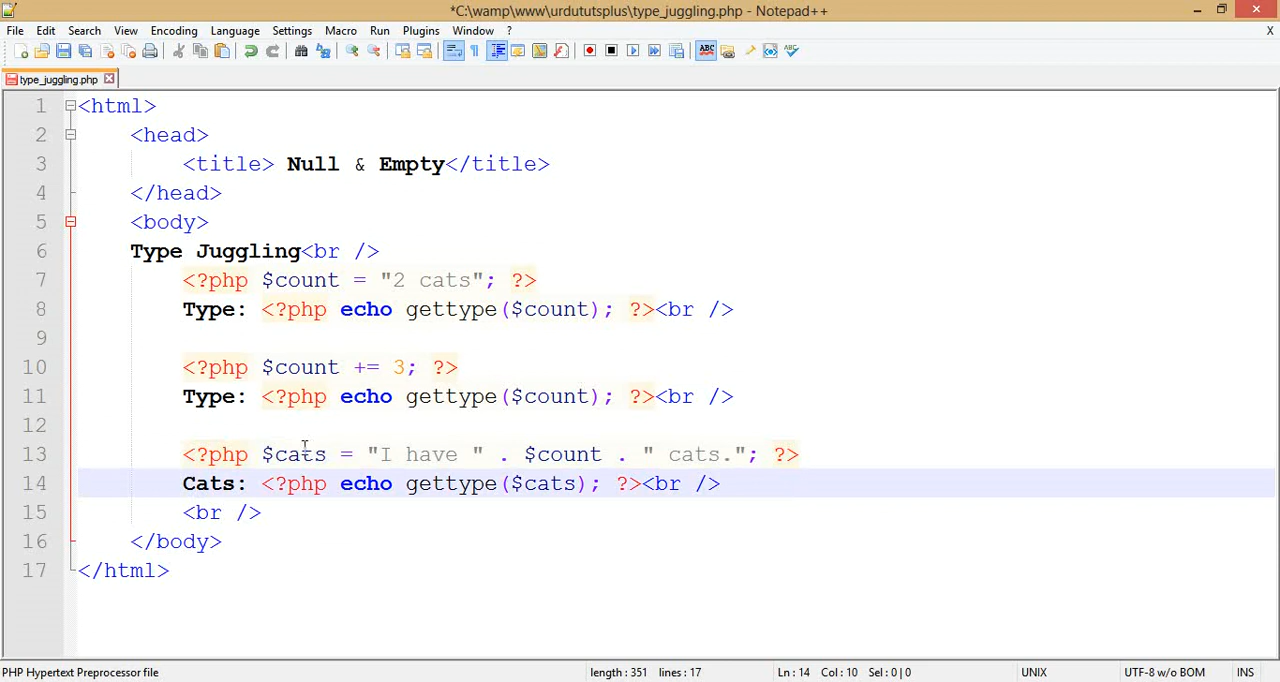 *C:\wamp\www\urdututsplus\type_juggling.php - Notepad++
File Edit Search View Encoding Language Settings Macro Run Plugins Window ? X
type_juggling.php
1 <html>
2 <head>
3 <title> Null & Empty</title>
4 </head>
5 <body>
6 Type Juggling<br />
7 <?php $count = "2 cats"; ?>
8 Type: <?php echo gettype($count); ?><br />
9
10 <?php $count += 3; ?>
11 Type: <?php echo gettype($count); ?><br />
12
13 <?php $cats = "I have " . $count . " cats."; ?>
14 Cats: <?php echo gettype($cats); ?><br />
15 <br />
16 </body>
17 </html>
PHP Hypertext Preprocessor file length : 351 lines : 17 Ln : 14 Col : 10 Sel : 0 | 0 UNIX UTF-8 w/o BOM INS